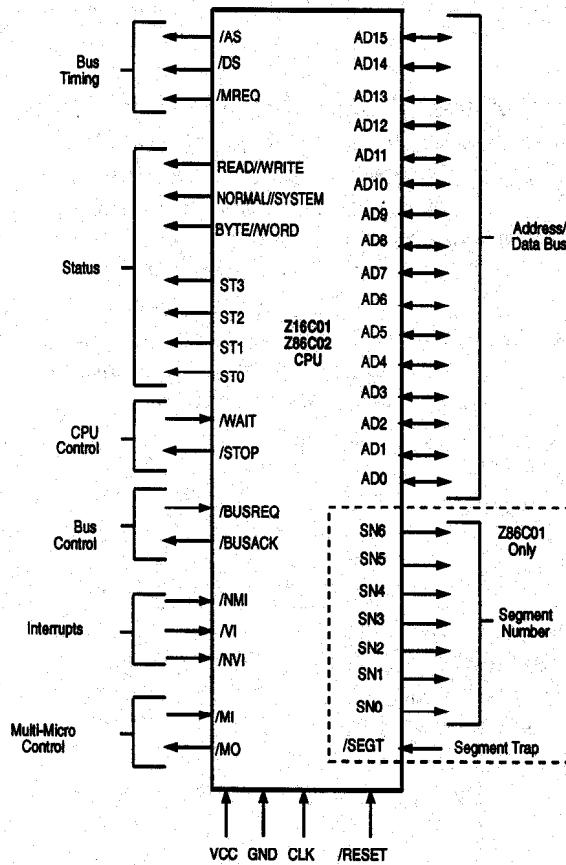 Bus
Timing
/AS
/DS
/MREQ
Status
READ//WRITE
NORMAL//SYSTEM
BYTE//WORD
ST3
ST2
ST1
ST0
CPU
Control
/WAIT
/STOP
Bus
Control
/BUSREQ
/BUSACK
Interrupts
/NMI
/VI
/NVI
Multi-Micro
Control
/MI
/MO
Z16C01
Z86C02
CPU
AD15
AD14
AD13
AD12
AD11
AD10
AD9
AD8
AD7
AD6
AD5
AD4
AD3
AD2
AD1
AD0
Address/
Data Bus
Z86C01
Only
SN6
SN5
SN4
SN3
SN2
SN1
SN0
Segment
Number
/SEGT
Segment Trap
VCC GND CLK /RESET